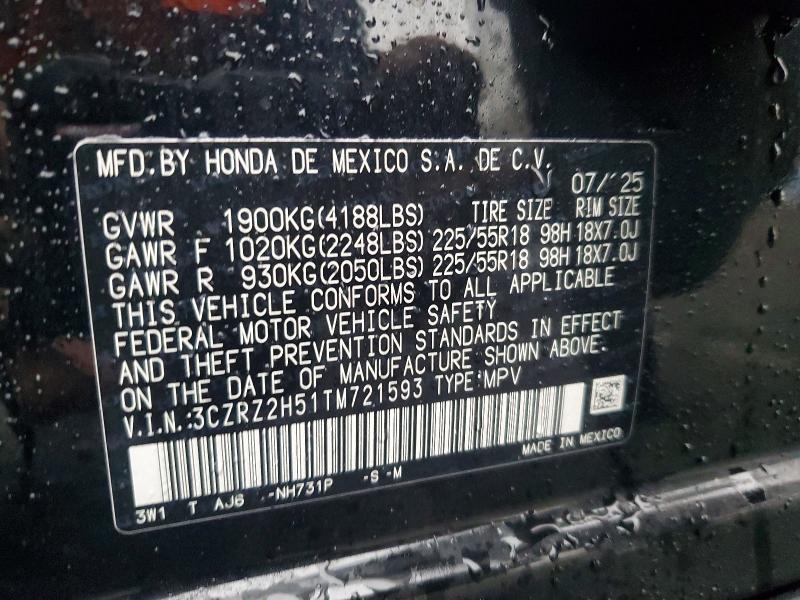 MFD.BY HONDA DE MEXICO S.A. DE C.V.
07/'25
GVWR 1900KG(4188LBS) TIRE SIZE RIM SIZE
GAWR F 1020KG(2248LBS) 225/55R18 98H 18X7.0J
GAWR R 930KG(2050LBS) 225/55R18 98H 18X7.0J
THIS VEHICLE CONFORMS TO ALL APPLICABLE
FEDERAL MOTOR VEHICLE SAFETY
AND THEFT PREVENTION STANDARDS IN EFFECT
ON THE DATE OF MANUFACTURE SHOWN ABOVE.
V.I.N.:3CZRZ2H51TM721593 TYPE:MPV
MADE IN MEXICO
3W1 T AJ6 -NH731P -S -M